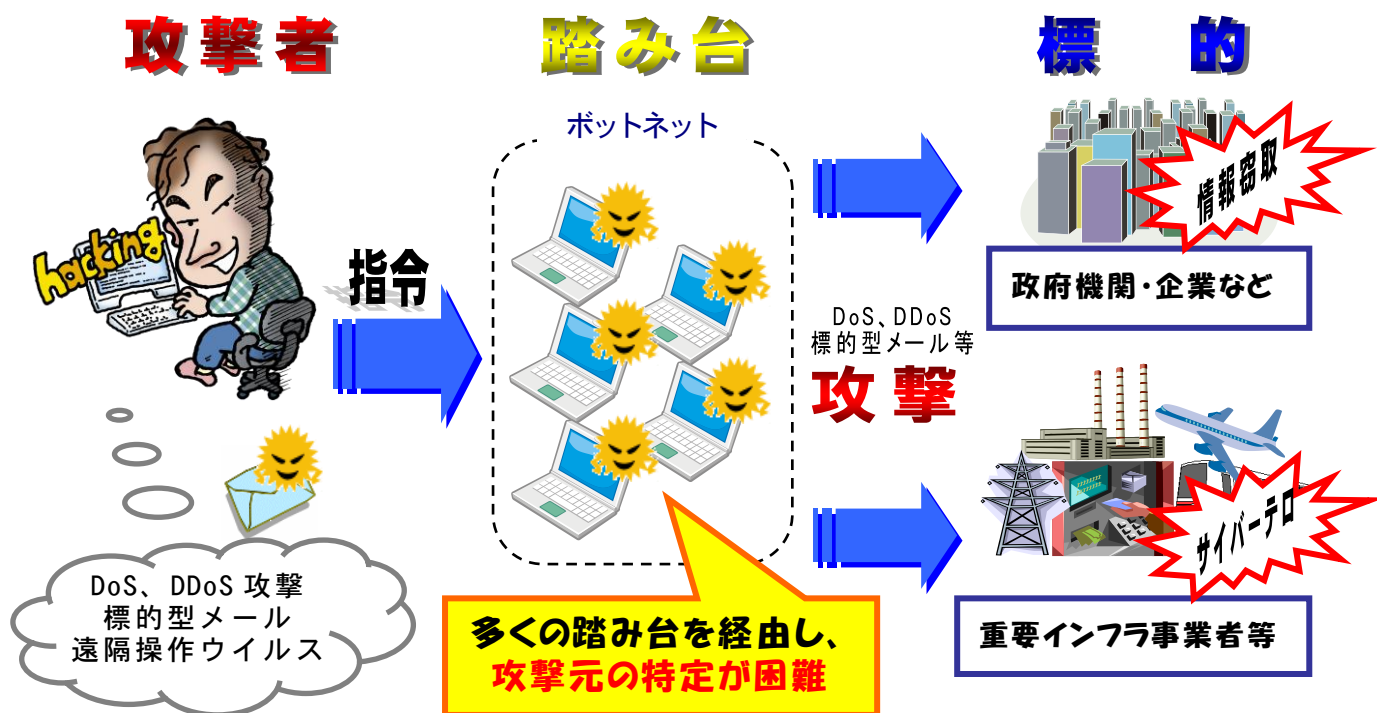 攻撃者
踏み台
標的
ボットネット
hacking
指令
情報窃取
政府機関・企業など
DoS、DDoS
標的型メール等
攻撃
サイバーテロ
重要インフラ事業者等
DoS、DDoS 攻撃
標的型メール
遠隔操作ウイルス
多くの踏み台を経由し、
攻撃元の特定が困難